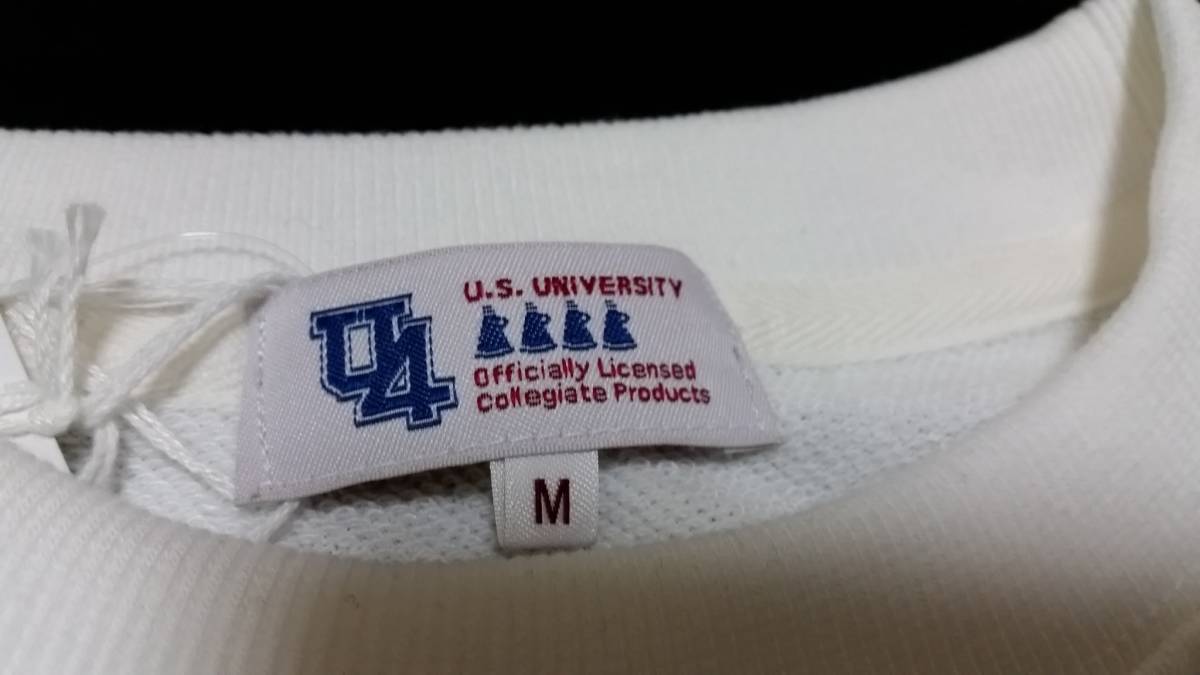 U4
U.S. UNIVERSITY
Officially Licensed
Collegiate Products
M